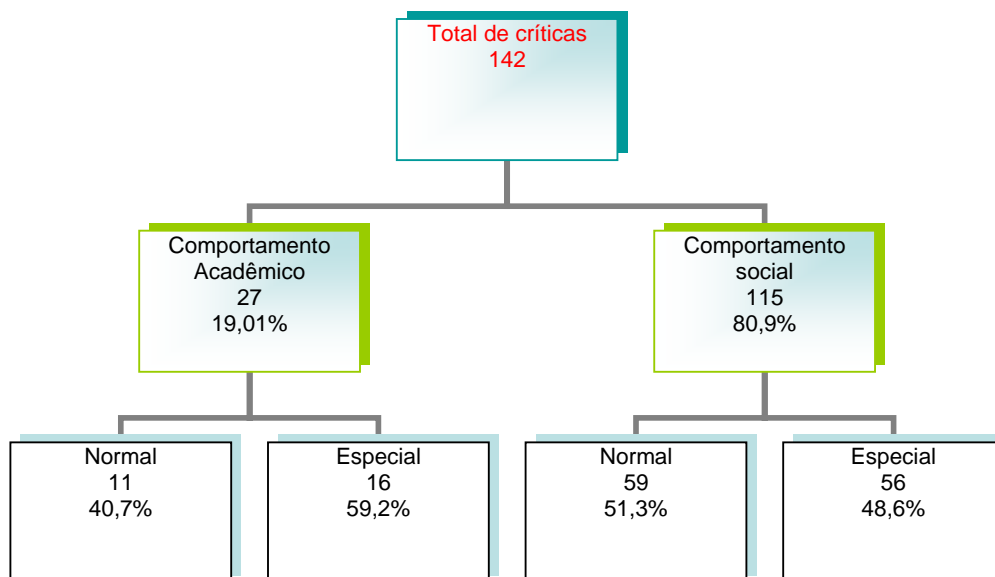 Total de críticas
142
Comportamento
Acadêmico
27
19,01%
Comportamento
social
115
80,9%
Normal
11
40,7%
Especial
16
59,2%
Normal
59
51,3%
Especial
56
48,6%